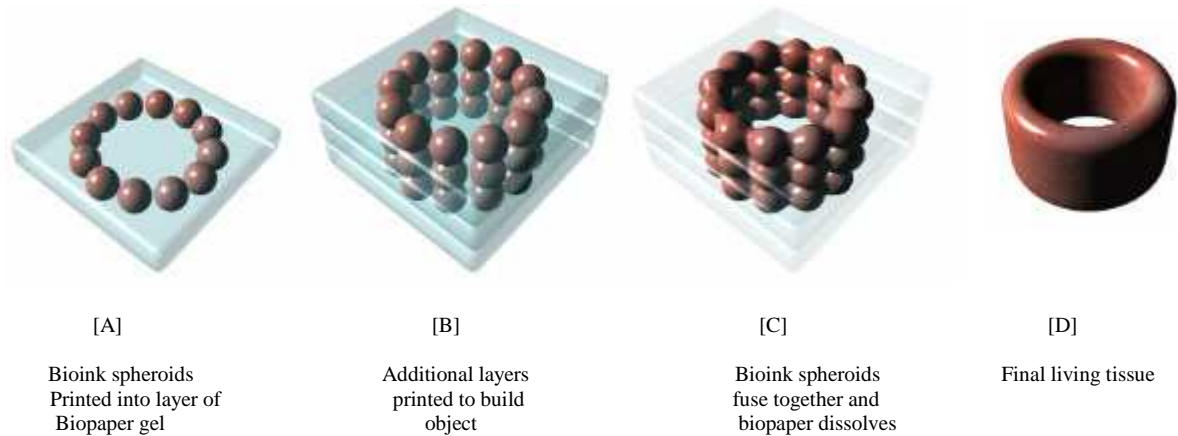 [A]
[B]
[C]
[D]
Bioink spheroids
Printed into layer of
Biopaper gel
Additional layers
printed to build
object
Bioink spheroids
fuse together and
biopaper dissolves
Final living tissue